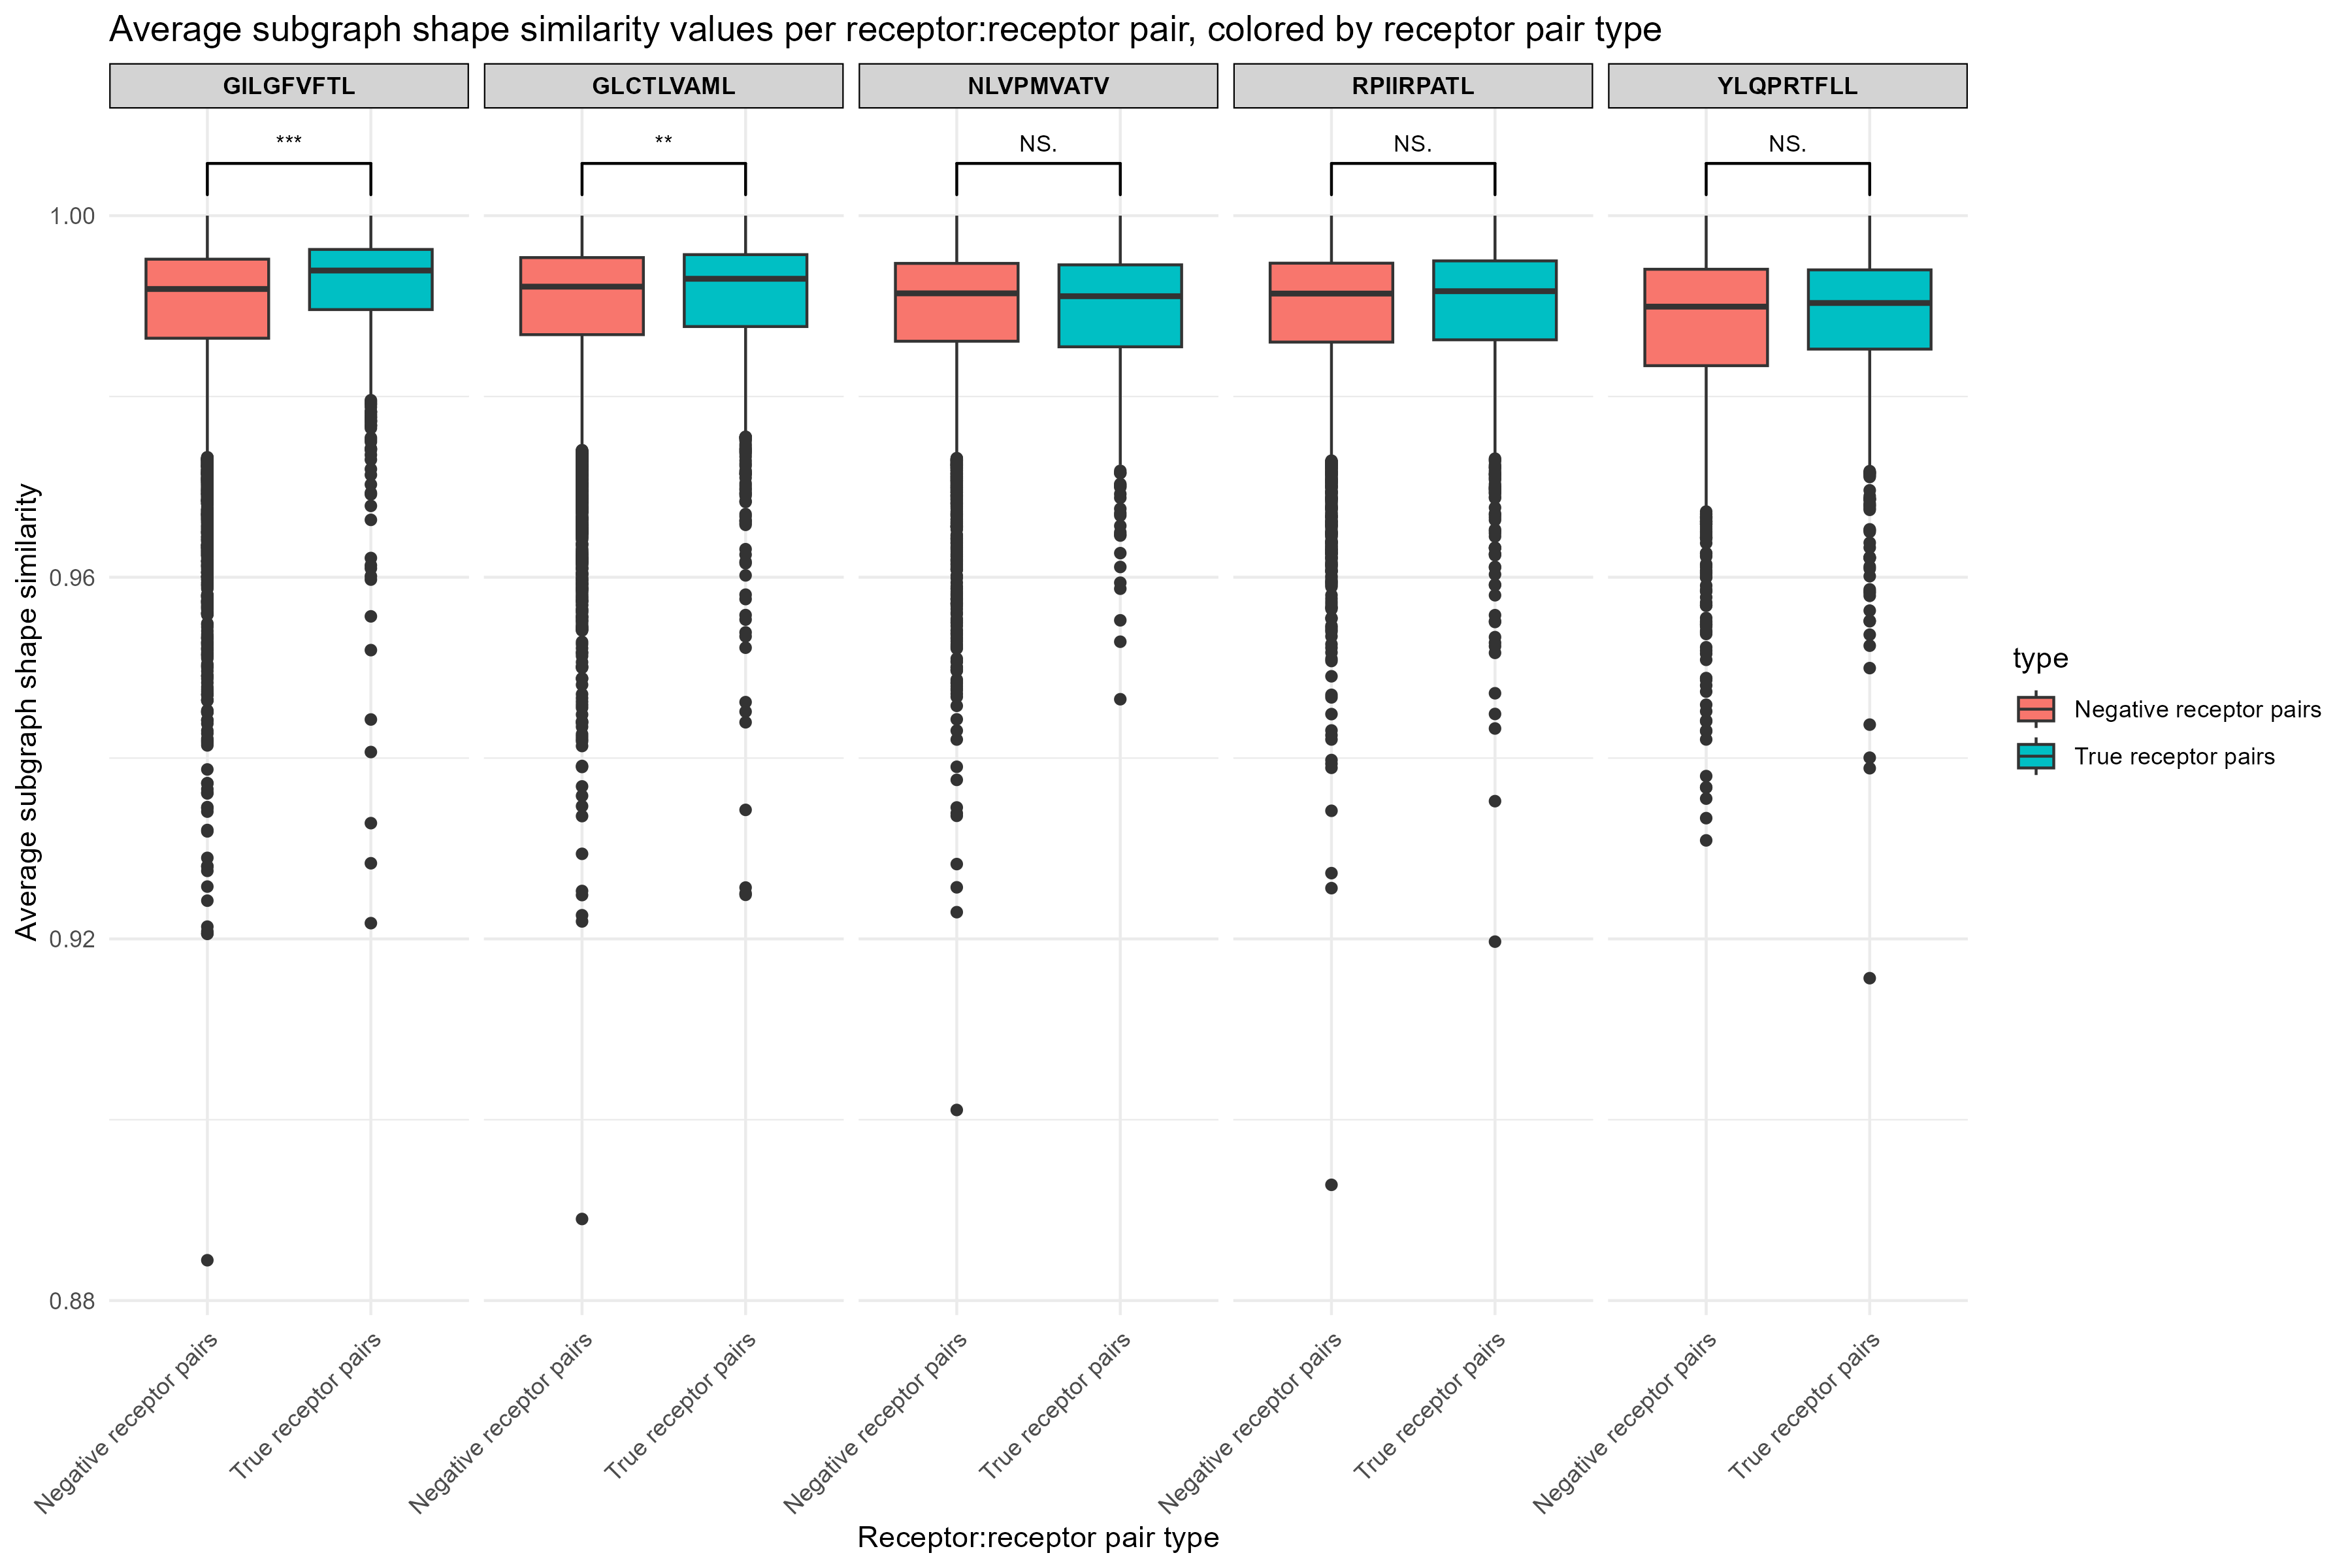 Average subgraph shape similarity values per receptor:receptor pair, colored by receptor pair type
GILGFVFTL
GLCTLVAML
NLVPMVATV
RPIIRPATL
YLQPRTFLL
***
**
NS.
NS.
NS.
1.00
0.96
0.92
0.88
Average subgraph shape similarity
Negative receptor pairs
True receptor pairs
Negative receptor pairs
True receptor pairs
Negative receptor pairs
True receptor pairs
Negative receptor pairs
True receptor pairs
Negative receptor pairs
True receptor pairs
Receptor:receptor pair type
type
Negative receptor pairs
True receptor pairs